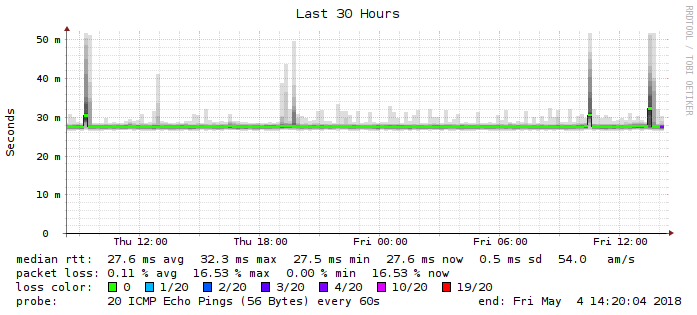 Last 30 Hours
RRDTOOL / TOBI OETIKER
Seconds
50 m
40 m
30 m
20 m
10 m
0
Thu 12:00 Thu 18:00 Fri 00:00 Fri 06:00 Fri 12:00
median rtt: 27.6 ms avg 32.3 ms max 27.5 ms min 27.6 ms now 0.5 ms sd 54.0 am/s
packet loss: 0.11 % avg 16.53 % max 0.00 % min 16.53 % now
loss color: 0 1/20 2/20 3/20 4/20 10/20 19/20
probe: 20 ICMP Echo Pings (56 Bytes) every 60s end: Fri May 4 14:20:04 2018